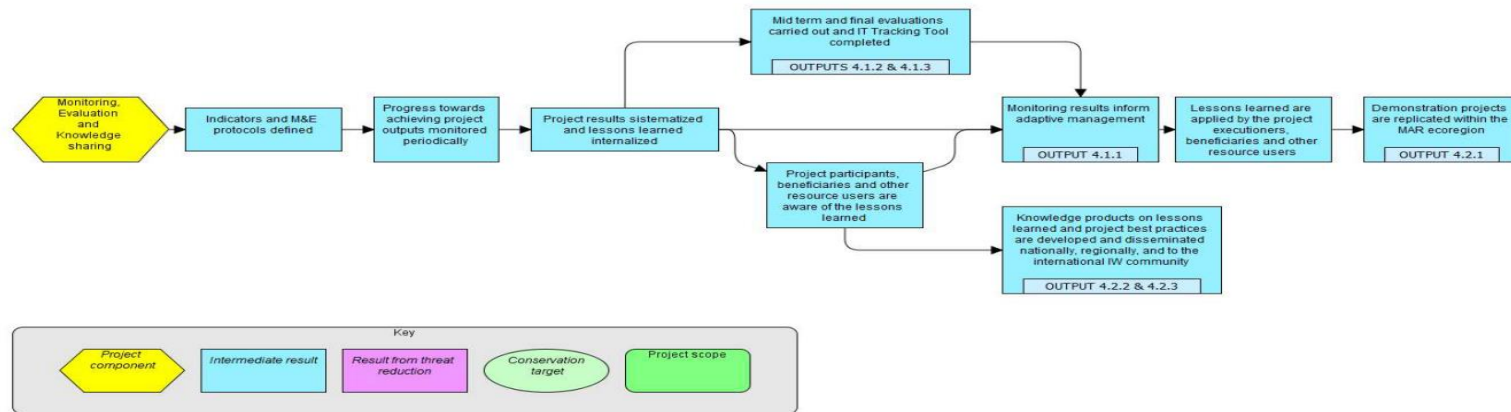 Monitoring,
Evaluation
and
Knowledge
sharing
Indicators and M&E
protocols defined
Progress towards
achieving project
outputs monitored
periodically
Project results sistematized
and lessons learned
internalized
Mid term and final evaluations
carried out and IT Tracking Tool
completed
OUTPUTS 4.1.2 & 4.1.3
Project participants,
beneficiaries and other
resource users are
aware of the lessons
learned
Monitoring results inform
adaptive management
OUTPUT 4.1.1
Lessons learned are
applied by the project
executioners,
beneficiaries and other
resource users
Demonstration projects
are replicated within the
MAR ecoregion
OUTPUT 4.2.1
Knowledge products on lessons
learned and project best practices
are developed and disseminated
nationally, regionally, and to the
international IW community
OUTPUT 4.2.2 & 4.2.3
Key
Project
component
Intermediate result
Result from threat
reduction
Conservation
target
Project scope